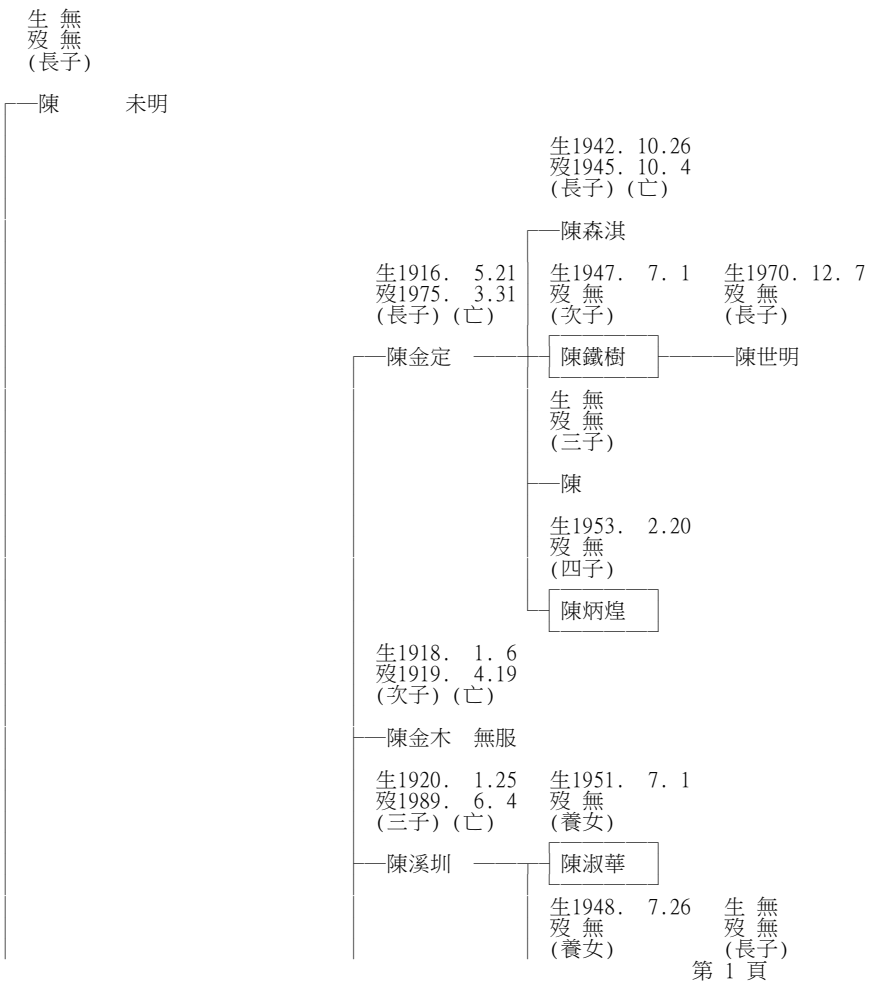 生 無
歿 無
(長子)
陳 未明
生1942. 10.26
歿1945. 10. 4
(長子) (亡)
陳森淇
生1916. 5.21 生1947. 7. 1 生1970. 12. 7
歿1975. 3.31 歿 無 歿 無
(長子) (亡) (次子) (長子)
陳金定 陳鐵樹 陳世明
生 無
歿 無
(三子)
陳
生1953. 2.20
歿 無
(四子)
陳炳煌
生1918. 1. 6
歿1919. 4.19
(次子) (亡)
陳金木 無服
生1920. 1.25 生1951. 7. 1
歿1989. 6. 4 歿 無
(三子) (亡) (養女)
陳溪圳 陳淑華
生1948. 7.26 生 無
歿 無 歿 無
(養女) (長子)
第 1 頁